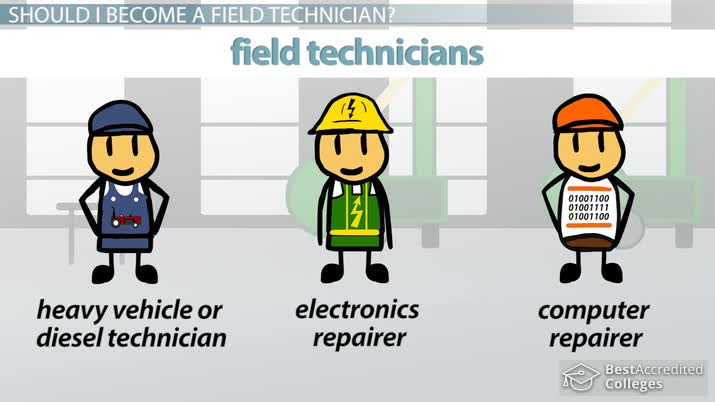 SHOULD I BECOME A FIELD TECHNICIAN?
field technicians
01001100
01001111
01001100
heavy vehicle or
diesel technician
electronics
repairer
computer
repairer
BestAccredited
Colleges